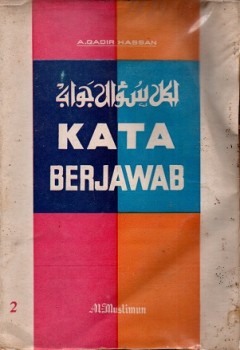 A. QADIR HASSAN
لكل سؤال جواب
KATA
BERJAWAB
2
Al-Muslimun